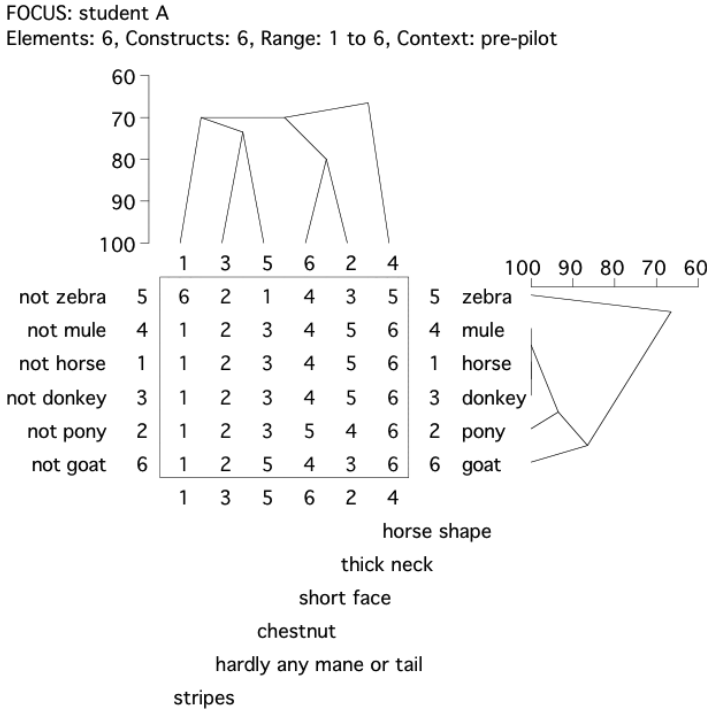 FOCUS: student A
Elements: 6, Constructs: 6, Range: 1 to 6, Context: pre-pilot
60
70
80
90
100
1 3 5 6 2 4
100 90 80 70 60
not zebra 5 6 2 1 4 3 5 5 zebra
not mule 4 1 2 3 4 5 6 4 mule
not horse 1 1 2 3 4 5 6 1 horse
not donkey 3 1 2 3 4 5 6 3 donkey
not pony 2 1 2 3 5 4 6 2 pony
not goat 6 1 2 5 4 3 6 6 goat
1 3 5 6 2 4
horse shape
thick neck
short face
chestnut
hardly any mane or tail
stripes